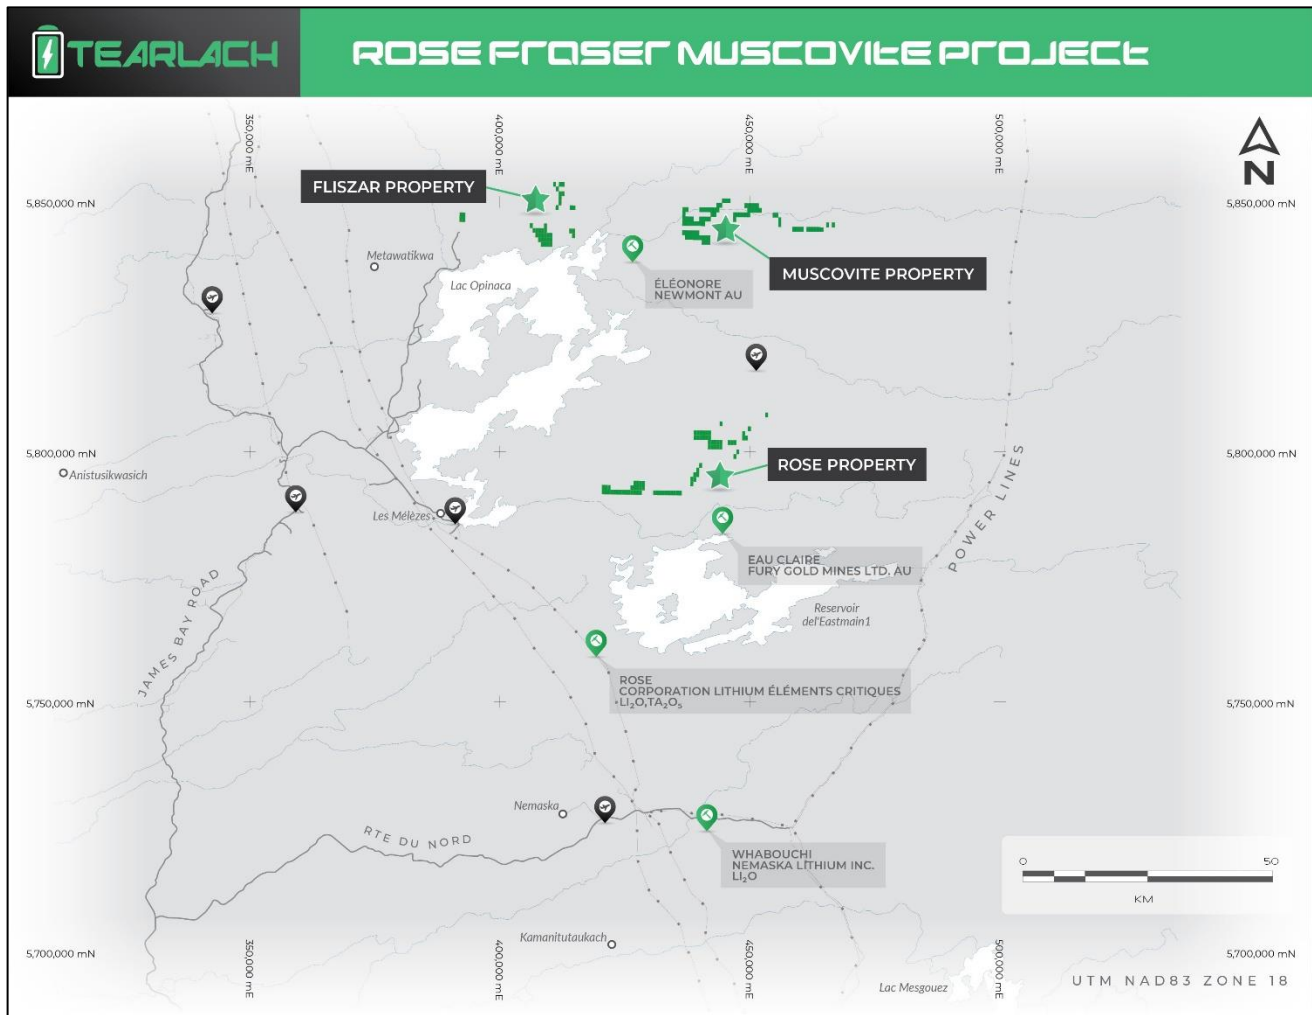 TEARLACH
ROSE FRASER MUSCOVITE PROJECT
350,000 mE
400,000 mE
450,000 mE
500,000 mE
N
FLISZAR PROPERTY
5,850,000 mN
5,850,000 mN
Metawatikwa
Lac Opinaca
ÉLÉONORE
NEWMONT AU
MUSCOVITE PROPERTY
5,800,000 mN
5,800,000 mN
Anistusikwasich
ROSE PROPERTY
Les Mélèzes
POWER LINES
EAU CLAIRE
FURY GOLD MINES LTD. AU
JAMES BAY ROAD
Reservoir
del'Eastmain1
ROSE
CORPORATION LITHIUM ÉLÉMENTS CRITIQUES
LI₂O,TA₂O₅
5,750,000 mN
5,750,000 mN
Nemaska
RTE DU NORD
WHABOUCHI
NEMASKA LITHIUM INC.
LI₂O
0 50
KM
Kamanitutaukach
5,700,000 mN
5,700,000 mN
350,000 mE
400,000 mE
450,000 mE
500,000 mE
Lac Mesgouez
UTM NAD83 ZONE 18